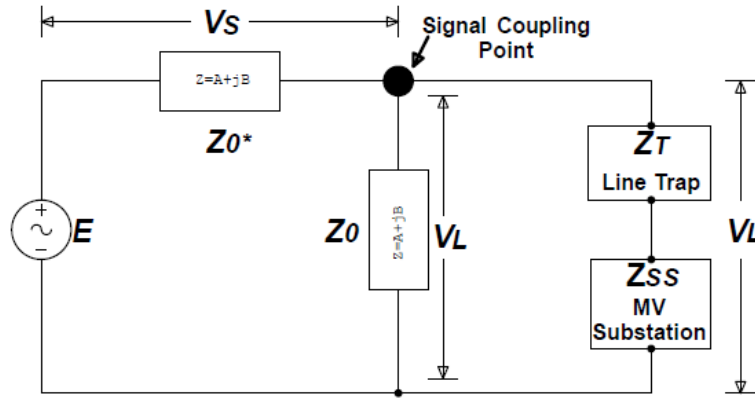 VS
Signal Coupling
Point
Z=A+jB
Z0*
ZT
Line Trap
E
Z0
Z=A+jB
VL
VL
ZSS
MV
Substation